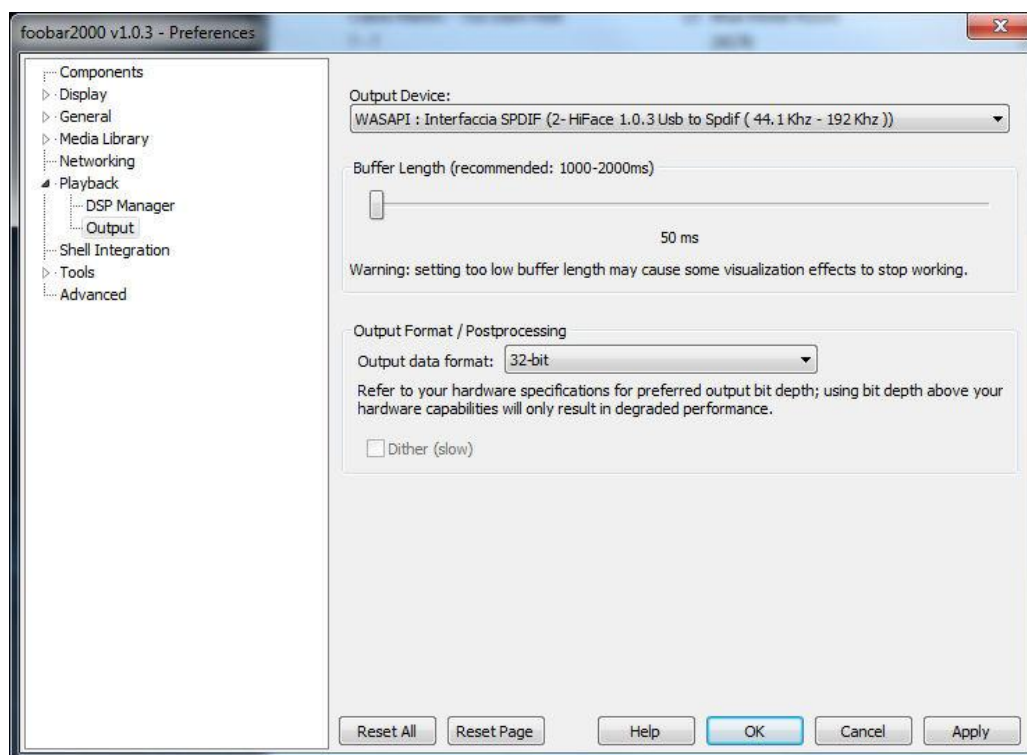 foobar2000 v1.0.3 - Preferences
Components
Display
General
Media Library
Networking
Playback
DSP Manager
Output
Shell Integration
Tools
Advanced
Output Device:
WASAPI : Interfaccia SPDIF (2- HiFace 1.0.3 Usb to Spdif ( 44.1 Khz - 192 Khz ))
Buffer Length (recommended: 1000-2000ms)
50 ms
Warning: setting too low buffer length may cause some visualization effects to stop working.
Output Format / Postprocessing
Output data format: 32-bit
Refer to your hardware specifications for preferred output bit depth; using bit depth above your
hardware capabilities will only result in degraded performance.
Dither (slow)
Reset All Reset Page Help OK Cancel Apply